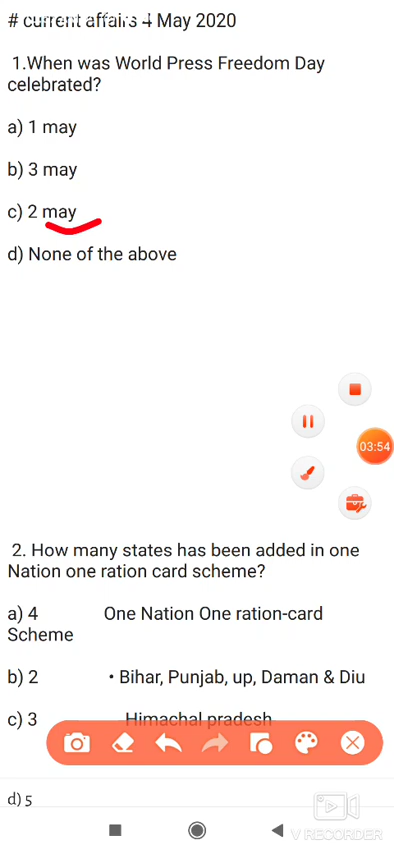 # current affairs 4 May 2020
1.When was World Press Freedom Day
celebrated?
a) 1 may
b) 3 may
c) 2 may
d) None of the above
03:54
2. How many states has been added in one
Nation one ration card scheme?
a) 4 One Nation One ration-card
Scheme
b) 2 • Bihar, Punjab, up, Daman & Diu
c) 3 Himachal pradesh
d) 5
V RECORDER